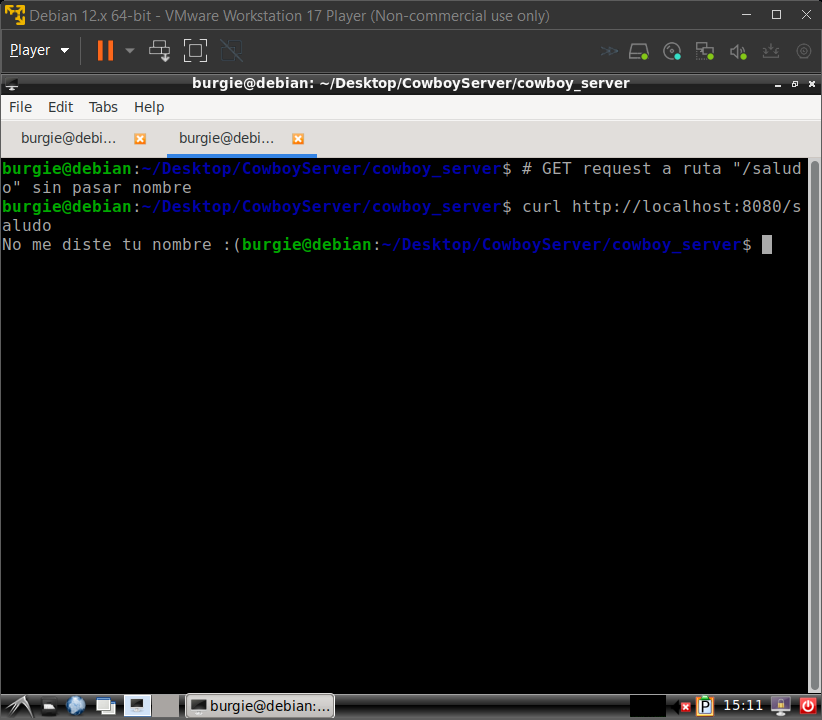 Debian 12.x 64-bit - VMware Workstation 17 Player (Non-commercial use only)
Player
burgie@debian: ~/Desktop/CowboyServer/cowboy_server
File Edit Tabs Help
burgie@debi... burgie@debi...
burgie@debian:~/Desktop/CowboyServer/cowboy_server$ # GET request a ruta "/salud
o" sin pasar nombre
burgie@debian:~/Desktop/CowboyServer/cowboy_server$ curl http://localhost:8080/s
aludo
No me diste tu nombre :(burgie@debian:~/Desktop/CowboyServer/cowboy_server$
burgie@debian:... P 15:11